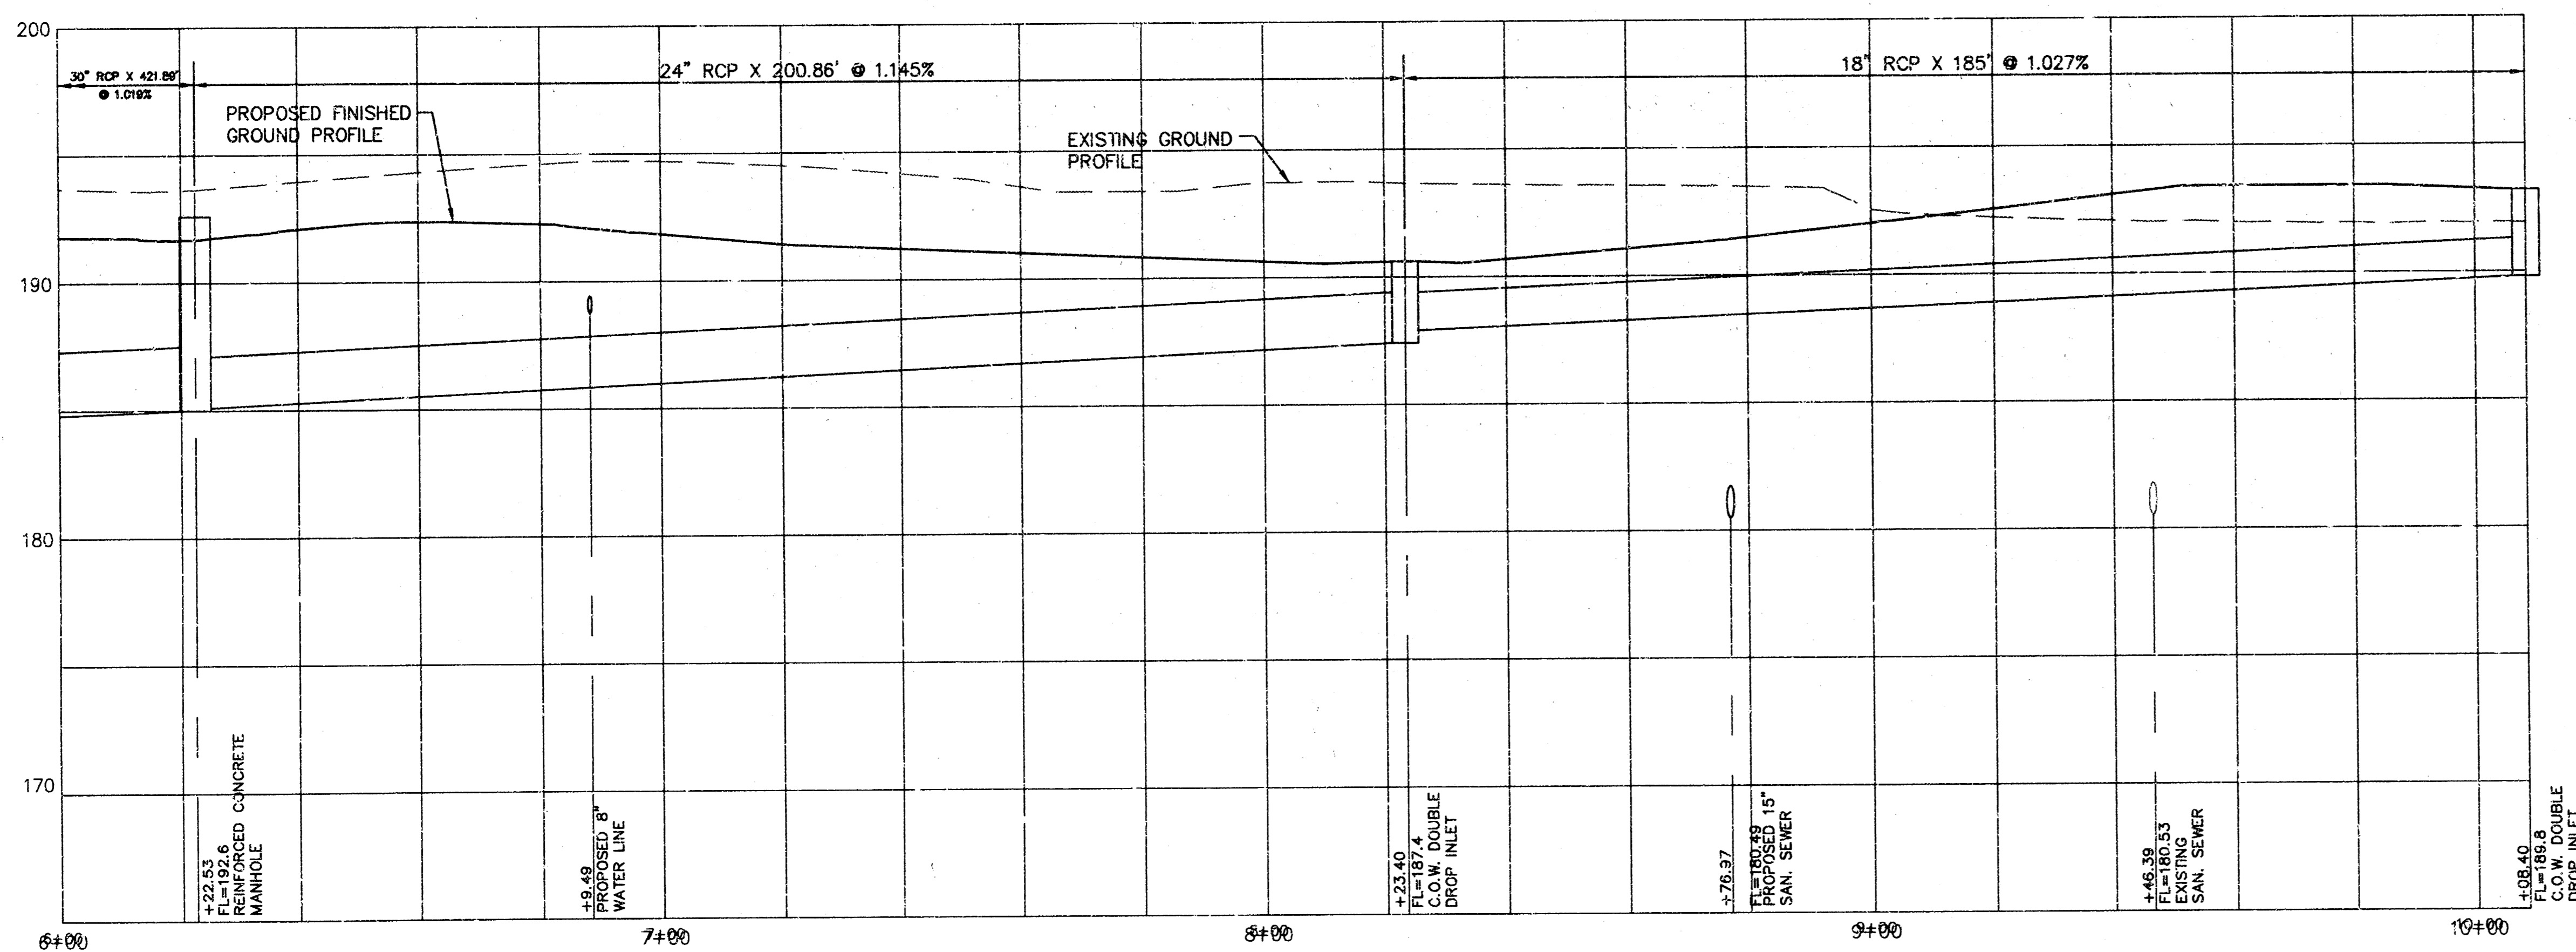 200
30" RCP X 421.89'
@ 1.019%
24" RCP X 200.86' @ 1.145%
18" RCP X 185' @ 1.027%
PROPOSED FINISHED
GROUND PROFILE
EXISTING GROUND
PROFILE
190
180
170
+22.53
FL=192.6
REINFORCED CONCRETE
MANHOLE
+9.49
PROPOSED 8"
WATER LINE
+23.40
FL=187.4
C.O.W. DOUBLE
DROP INLET
+76.97
FL=180.49
PROPOSED 15"
SAN. SEWER
+46.39
FL=180.53
EXISTING
SAN. SEWER
+08.40
FL=189.8
C.O.W. DOUBLE
DROP INLET
6+00
7+00
8+00
9+00
10+00